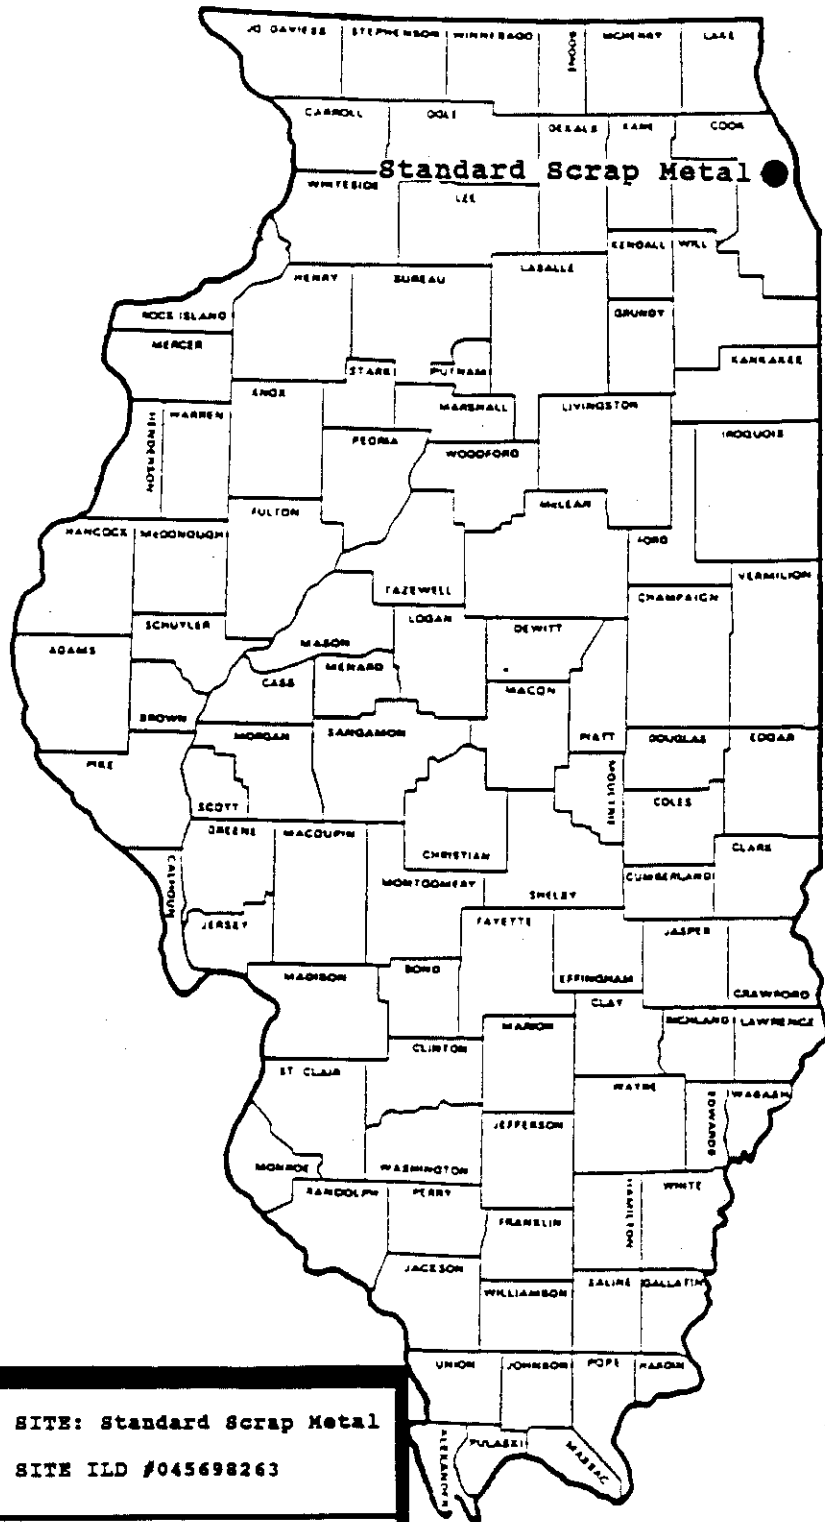 JO DAVIESS STEPHENSON WINNEBAGO BOONE MCHENRY LAKE
CARROLL OGLE DEKALB KANE COOK
Standard Scrap Metal
WHITESIDE LEE
KENDALL WILL
HENRY BUREAU LASALLE
ROCK ISLAND GRUNDY
MERCER
STARK PUTNAM KANKAKEE
KNOX
HENDERSON WARREN MARSHALL LIVINGSTON
PEORIA WOODFORD IROQUOIS
FULTON McLEAN
HANCOCK McDONOUGH FORD
TAZEWELL VERMILION
SCHUYLER LOGAN CHAMPAIGN
ADAMS MASON DEWITT
CASS MENARD
BROWN MACON
MORGAN SANGAMON PIATT DOUGLAS EDGAR
PIKE MOULTRIE
SCOTT COLES
GREENE MACOUPIN CHRISTIAN CLARK
CALHOUN MONTGOMERY CUMBERLAND
SHELBY
JERSEY FAYETTE JASPER
MADISON BOND EFFINGHAM
CLAY CRAWFORD
MARION RICHLAND LAWRENCE
CLINTON
ST CLAIR WAYNE EDWARDS WABASH
JEFFERSON
MONROE WASHINGTON
RANDOLPH PERRY HAMILTON WHITE
FRANKLIN
JACKSON SALINE GALLATIN
WILLIAMSON
UNION JOHNSON POPE HARDIN
ALEXANDER PULASKI MASSAC
SITE: Standard Scrap Metal
SITE ILD #045698263